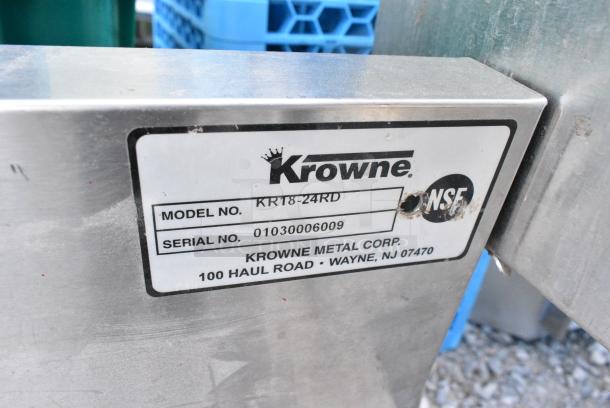 Krowne®
MODEL NO. KR18-24RD
NSF
SERIAL NO. 01030006009
KROWNE METAL CORP.
100 HAUL ROAD • WAYNE, NJ 07470